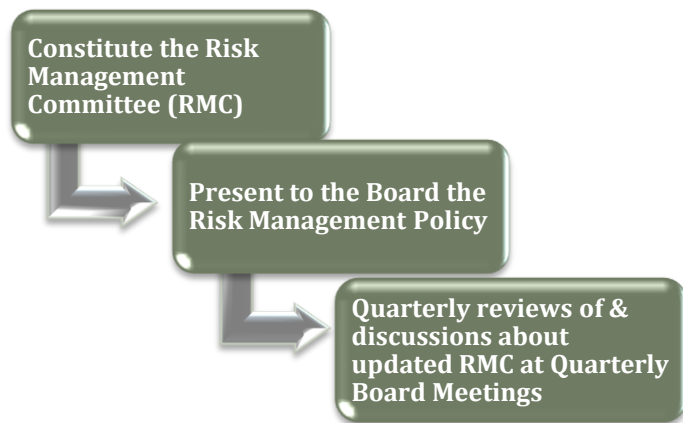 Constitute the Risk
Management
Committee (RMC)
Present to the Board the
Risk Management Policy
Quarterly reviews of &
discussions about
updated RMC at Quarterly
Board Meetings